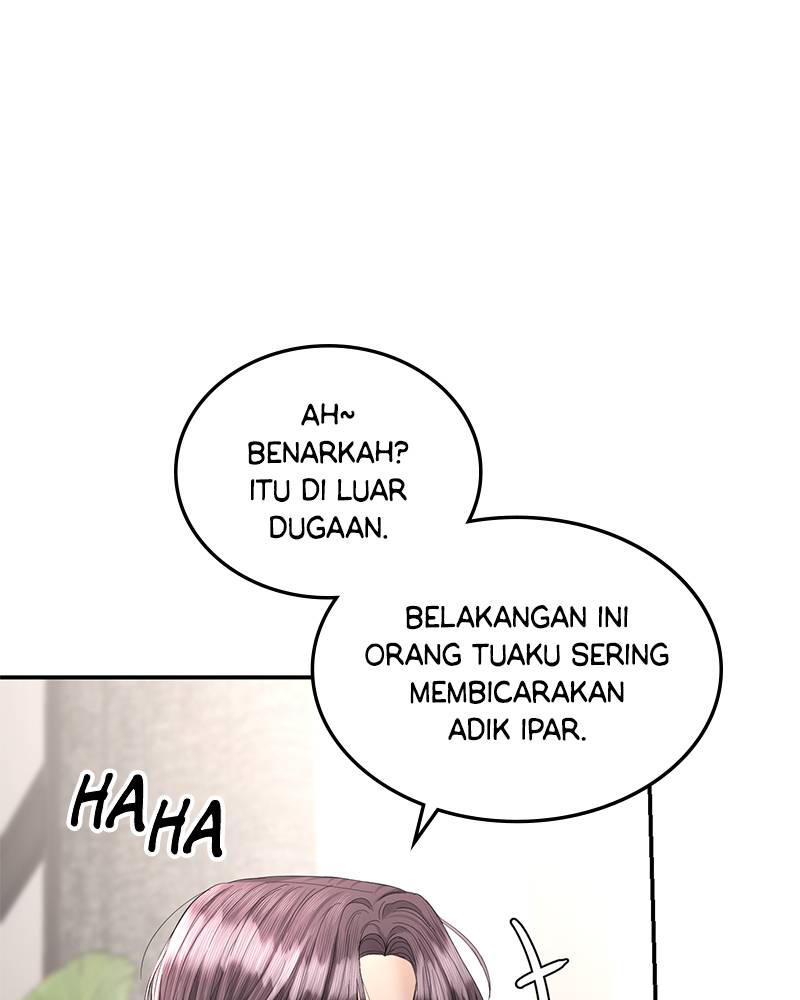 AH~
BENARKAH?
ITU DI LUAR
DUGAAN.
BELAKANGAN INI
ORANG TUAKU SERING
MEMBICARAKAN
ADIK IPAR.
HAHA